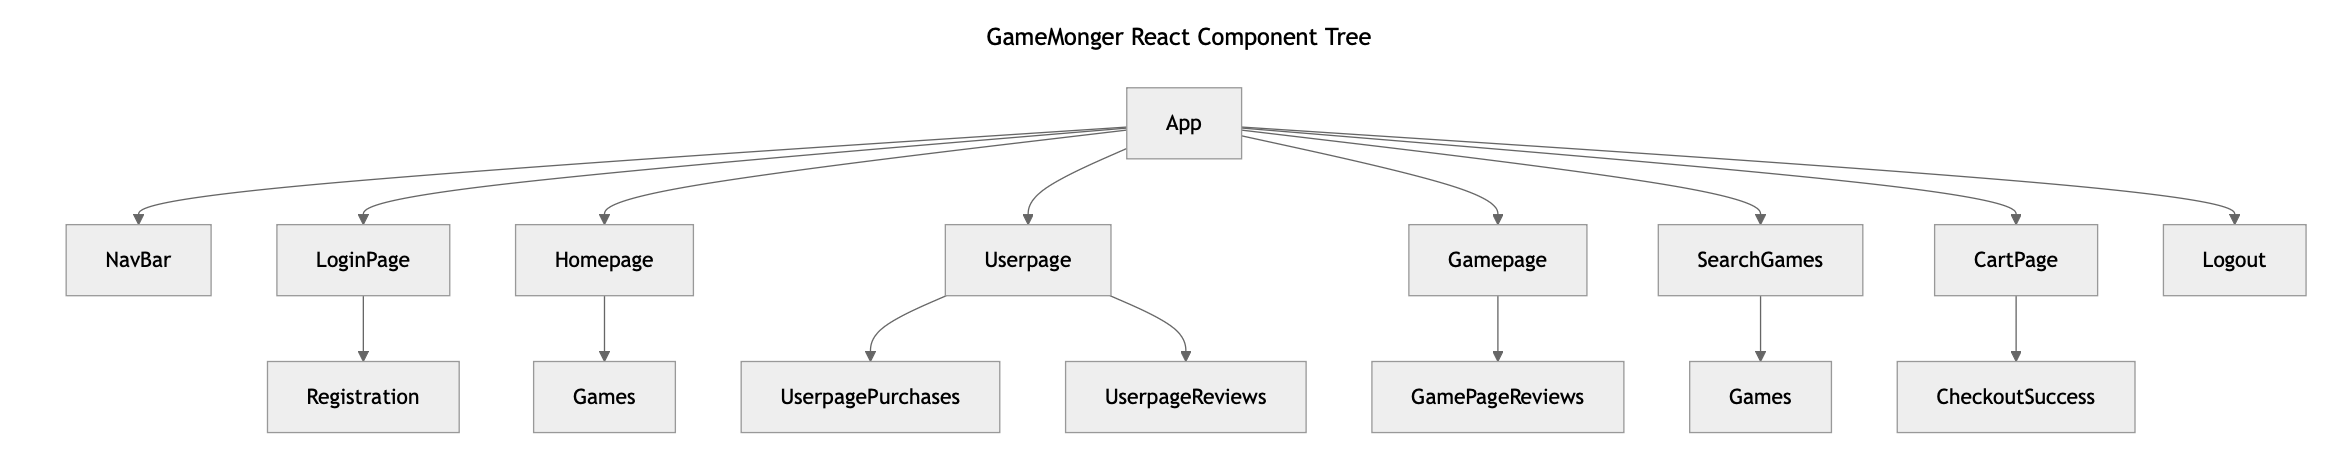 GameMonger React Component Tree
App
NavBar
LoginPage
Homepage
Userpage
Gamepage
SearchGames
CartPage
Logout
Registration
Games
UserpagePurchases
UserpageReviews
GamePageReviews
Games
CheckoutSuccess